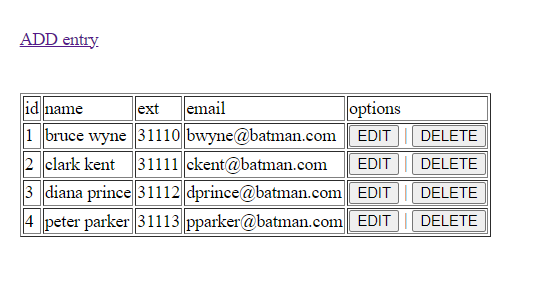 ADD entry
id name ext email options
1 bruce wyne 31110 bwyne@batman.com EDIT | DELETE
2 clark kent 31111 ckent@batman.com EDIT | DELETE
3 diana prince 31112 dprince@batman.com EDIT | DELETE
4 peter parker 31113 pparker@batman.com EDIT | DELETE